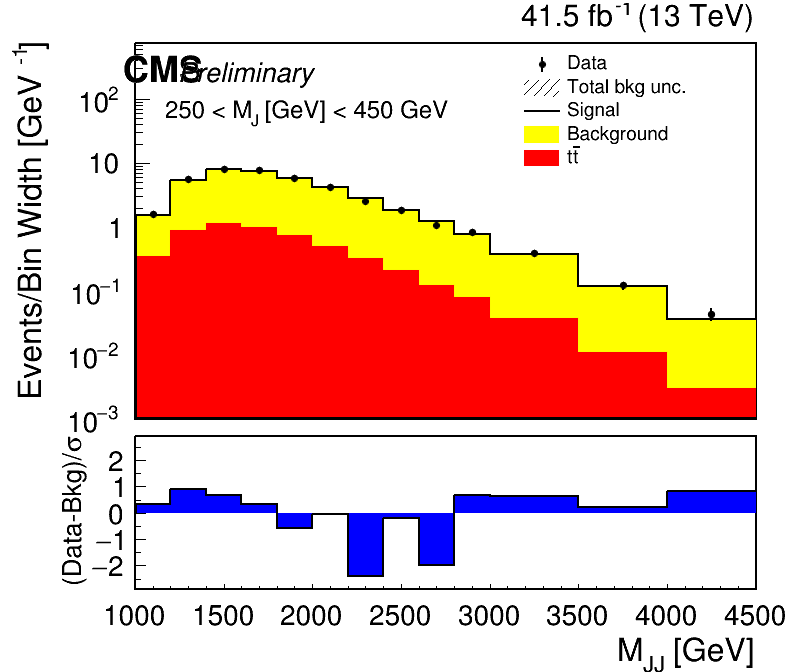 41.5 fb⁻¹ (13 TeV)
CMS Preliminary
250 < M_J [GeV] < 450 GeV
Data
Total bkg unc.
Signal
Background
tt̄
Events/Bin Width [GeV⁻¹]
10²
10
1
10⁻¹
10⁻²
10⁻³
(Data-Bkg)/σ
2
1
0
−1
−2
1000 1500 2000 2500 3000 3500 4000 4500
M_JJ [GeV]